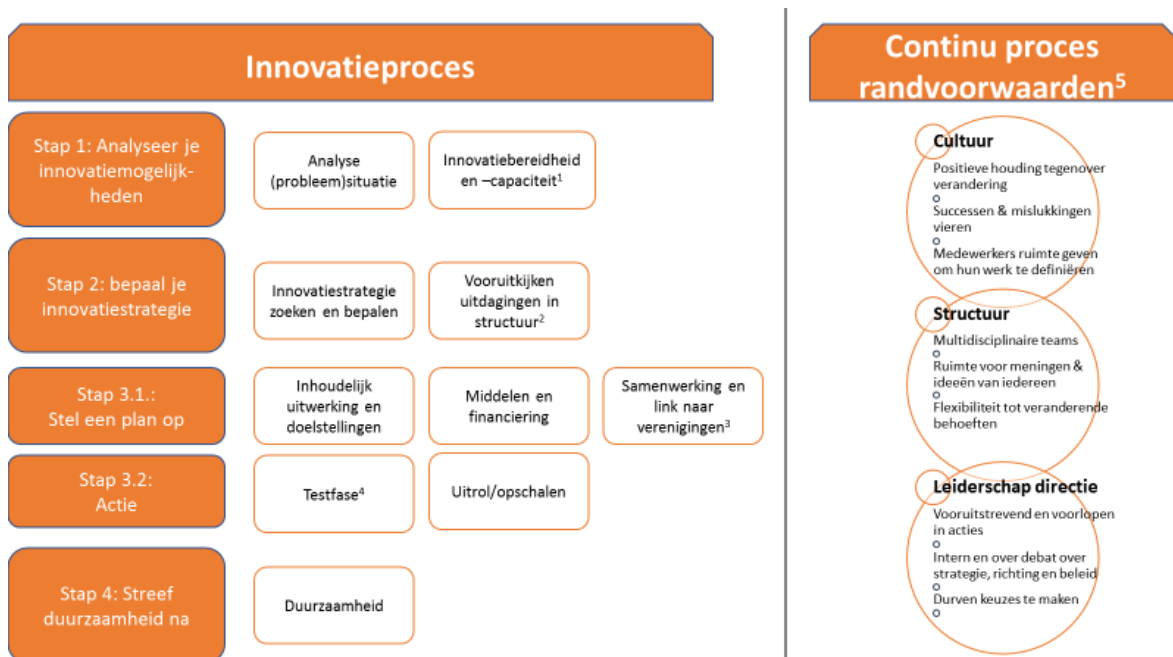 Innovatieproces
Stap 1: Analyseer je
innovatiemogelijk-
heden
Analyse
(probleem)situatie
Innovatiebereidheid
en –capaciteit1
Stap 2: bepaal je
innovatiestrategie
Innovatiestrategie
zoeken en bepalen
Vooruitkijken
uitdagingen in
structuur2
Stap 3.1.:
Stel een plan op
Inhoudelijk
uitwerking en
doelstellingen
Middelen en
financiering
Samenwerking en
link naar
verenigingen3
Stap 3.2:
Actie
Testfase4
Uitrol/opschalen
Stap 4: Streef
duurzaamheid na
Duurzaamheid
Continu proces
randvoorwaarden5
Cultuur
Positieve houding tegenover
verandering
Successen & mislukkingen
vieren
Medewerkers ruimte geven
om hun werk te definiëren
Structuur
Multidisciplinaire teams
Ruimte voor meningen &
ideeën van iedereen
Flexibiliteit tot veranderende
behoeften
Leiderschap directie
Vooruitstrevend en voorlopen
in acties
Intern en over debat over
strategie, richting en beleid
Durven keuzes te maken